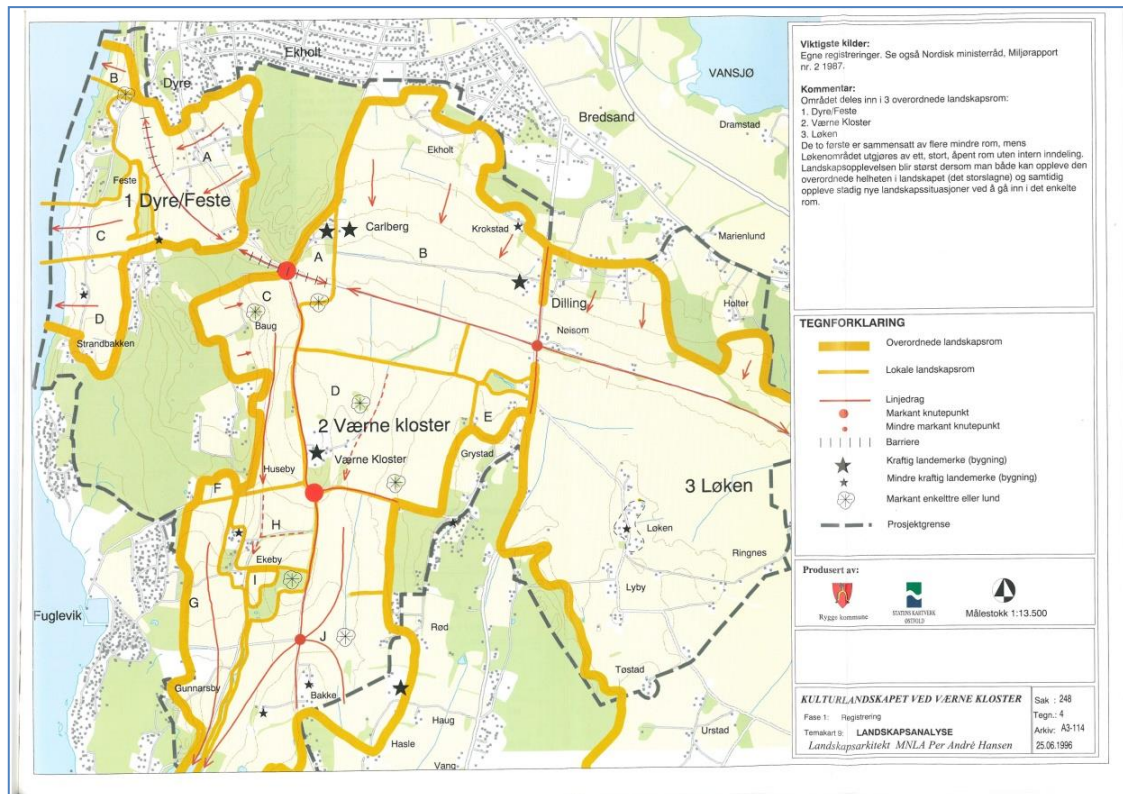 Ekholt
Dyre
B
A
Feste
1 Dyre/Feste
C
D
Strandbakken
VANSJØ
Bredsand
Dramstad
Ekholt
Carlberg
Krokstad
A
B
Marienlund
C
Dilling
Holter
Baug
Neisom
D
E
2 Værne kloster
Grystad
Værne Kloster
Huseby
F
3 Løken
H
Løken
Ekeby
Ringnes
I
G
Lyby
Fuglevik
Rød
J
Tøstad
Gunnarsby
Bakke
Haug
Urstad
Hasle
Vang-
Viktigste kilder:
Egne registreringer. Se også Nordisk ministerråd, Miljørapport
nr. 2 1987.
Kommentar:
Området deles inn i 3 overordnede landskapsrom:
1. Dyre/Feste
2. Værne Kloster
3. Løken
De to første er sammensatt av flere mindre rom, mens
Løkenområdet utgjøres av ett, stort, åpent rom uten intern inndeling.
Landskapsopplevelsen blir størst dersom man både kan oppleve den
overordnede helheten i landskapet (det storslagne) og samtidig
oppleve stadig nye landskapssituasjoner ved å gå inn i det enkelte
rom.
TEGNFORKLARING
Overordnede landskapsrom
Lokale landskapsrom
Linjedrag
Markant knutepunkt
Mindre markant knutepunkt
Barriere
Kraftig landemerke (bygning)
Mindre kraftig landemerke (bygning)
Markant enkelttre eller lund
Prosjektgrense
Produsert av:
Rygge kommune
STATENS KARTVERK
ØSTFOLD
Målestokk 1:13.500
KULTURLANDSKAPET VED VÆRNE KLOSTER
Fase 1: Registrering
Temakart 9: LANDSKAPSANALYSE
Landskapsarkitekt MNLA Per Andrè Hansen
Sak : 248
Tegn.: 4
Arkiv: A3-114
25.06.1996